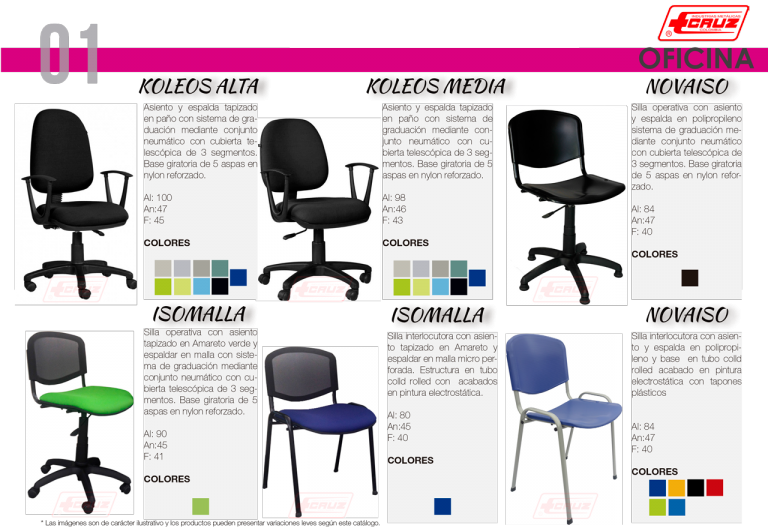 01
INDUSTRIAS METALICAS
CRUZ
COLOMBIA
®
OFICINA
KOLEOS ALTA
Asiento y espalda tapizado
en paño con sistema de gra-
duación mediante conjunto
neumático con cubierta te-
lescópica de 3 segmentos.
Base giratoria de 5 aspas en
nylon reforzado.
Al: 100
An:47
F: 45
COLORES
KOLEOS MEDIA
Asiento y espalda tapizado
en paño con sistema de
graduación mediante con-
junto neumático con cu-
bierta telescópica de 3 seg-
mentos. Base giratoria de 5
aspas en nylon reforzado.
Al: 98
An:46
F: 43
COLORES
NOVAISO
Silla operativa con asiento
y espalda en polipropileno
sistema de graduación me-
diante conjunto neumático
con cubierta telescópica de
3 segmentos. Base giratoria
de 5 aspas en nylon refor-
zado.
Al: 84
An:47
F: 40
COLORES
ISOMALLA
Silla operativa con asiento
tapizado en Amareto verde y
espaldar en malla con siste-
ma de graduación mediante
conjunto neumático con cu-
bierta telescópica de 3 seg-
mentos. Base giratoria de 5
aspas en nylon reforzado.
Al: 90
An:45
F: 41
COLORES
ISOMALLA
Silla interlocutora con asien-
to tapizado en Amareto y
espaldar en malla micro per-
forada. Estructura en tubo
colld rolled con acabados
en pintura electrostática.
Al: 80
An:45
F: 40
COLORES
NOVAISO
Silla interlocutora con asien-
to y espalda en polipropi-
leno y base en tubo colld
rolled acabado en pintura
electrostática con tapones
plásticos
Al: 84
An:47
F: 40
COLORES
* Las imágenes son de carácter ilustrativo y los productos pueden presentar variaciones leves según este catálogo.